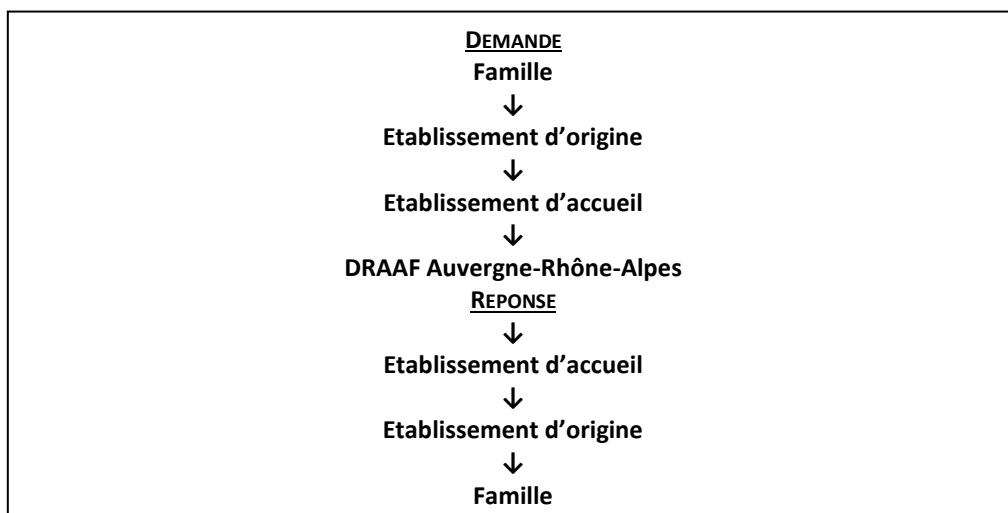 DEMANDE
Famille
↓
Etablissement d’origine
↓
Etablissement d’accueil
↓
DRAAF Auvergne-Rhône-Alpes
REPONSE
↓
Etablissement d’accueil
↓
Etablissement d’origine
↓
Famille